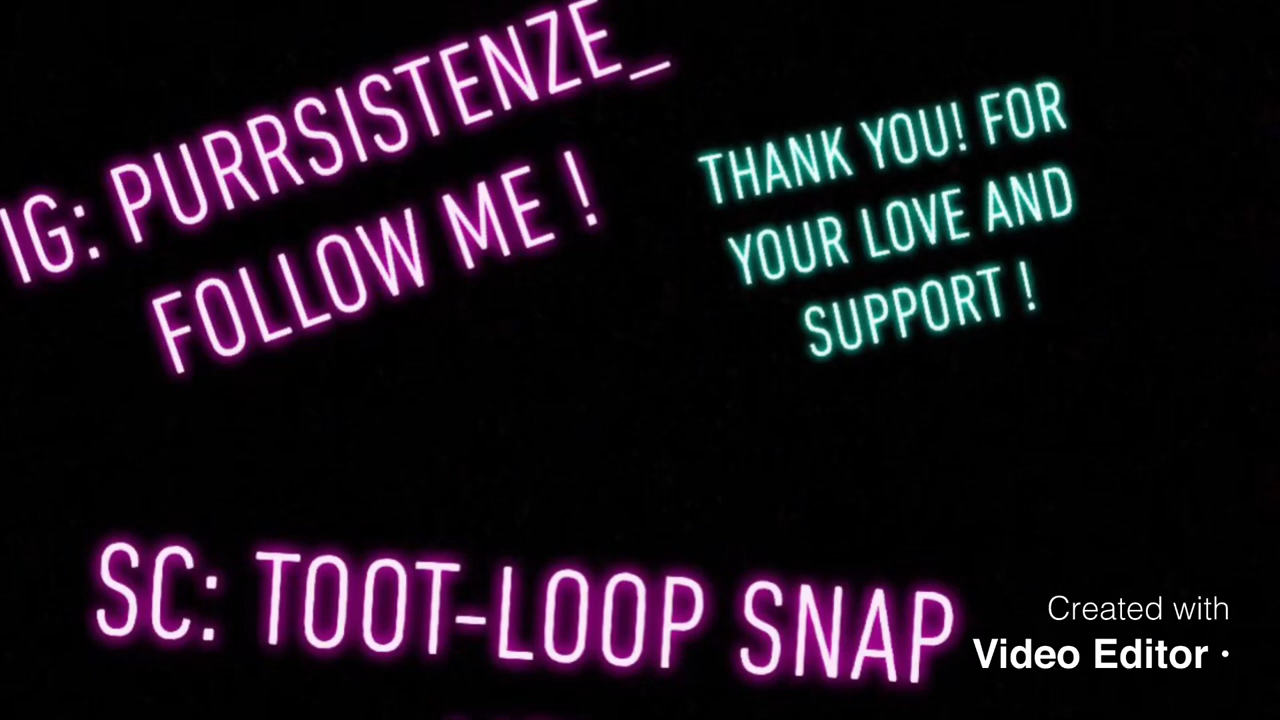 IG: PURRSISTENZE_
FOLLOW ME !
THANK YOU! FOR
YOUR LOVE AND
SUPPORT !
SC: TOOT-LOOP SNAP
Created with
Video Editor ·